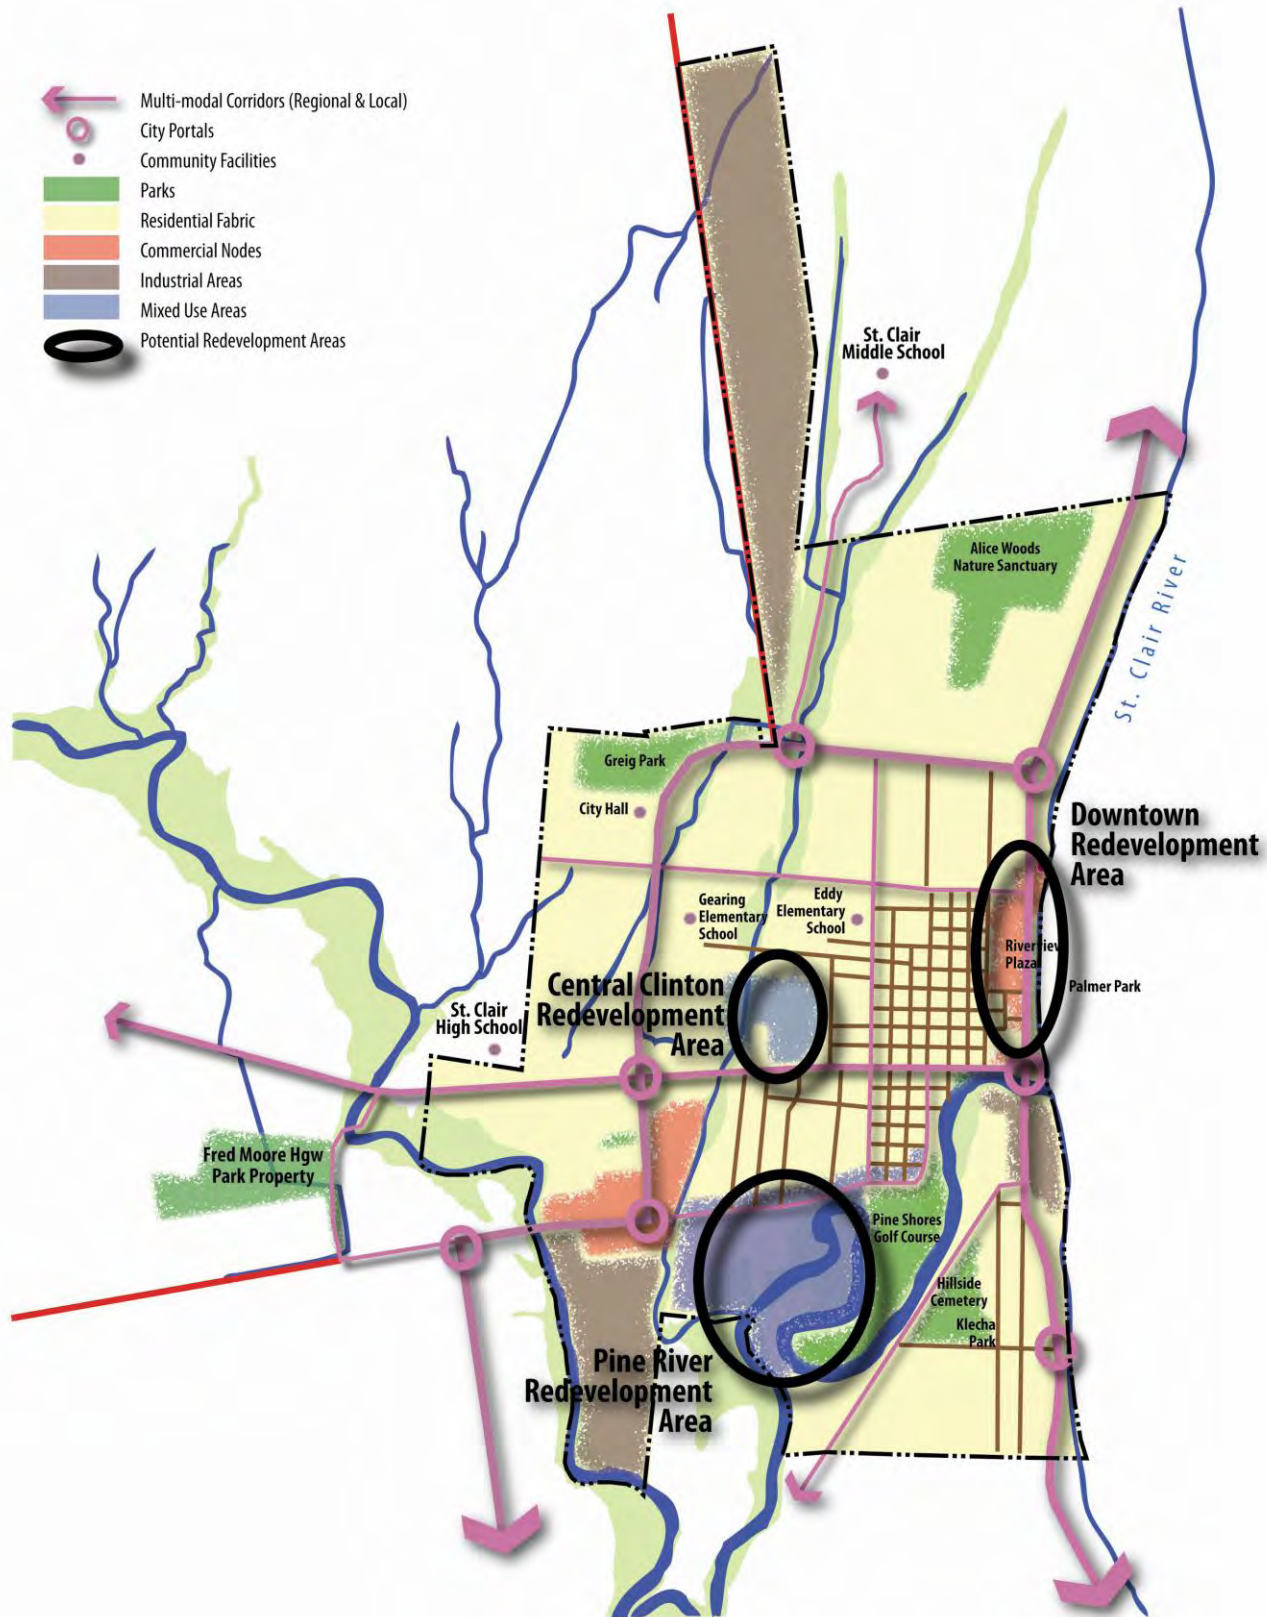 Multi-modal Corridors (Regional & Local)
City Portals
Community Facilities
Parks
Residential Fabric
Commercial Nodes
Industrial Areas
Mixed Use Areas
Potential Redevelopment Areas
St. Clair
Middle School
Alice Woods
Nature Sanctuary
St. Clair River
Greig Park
City Hall
Downtown
Redevelopment
Area
Gearing
Elementary
School
Eddy
Elementary
School
Riverview
Plaza
Palmer Park
Central Clinton
Redevelopment
Area
St. Clair
High School
Fred Moore Hgw
Park Property
Pine Shores
Golf Course
Hillside
Cemetery
Klecha
Park
Pine River
Redevelopment
Area